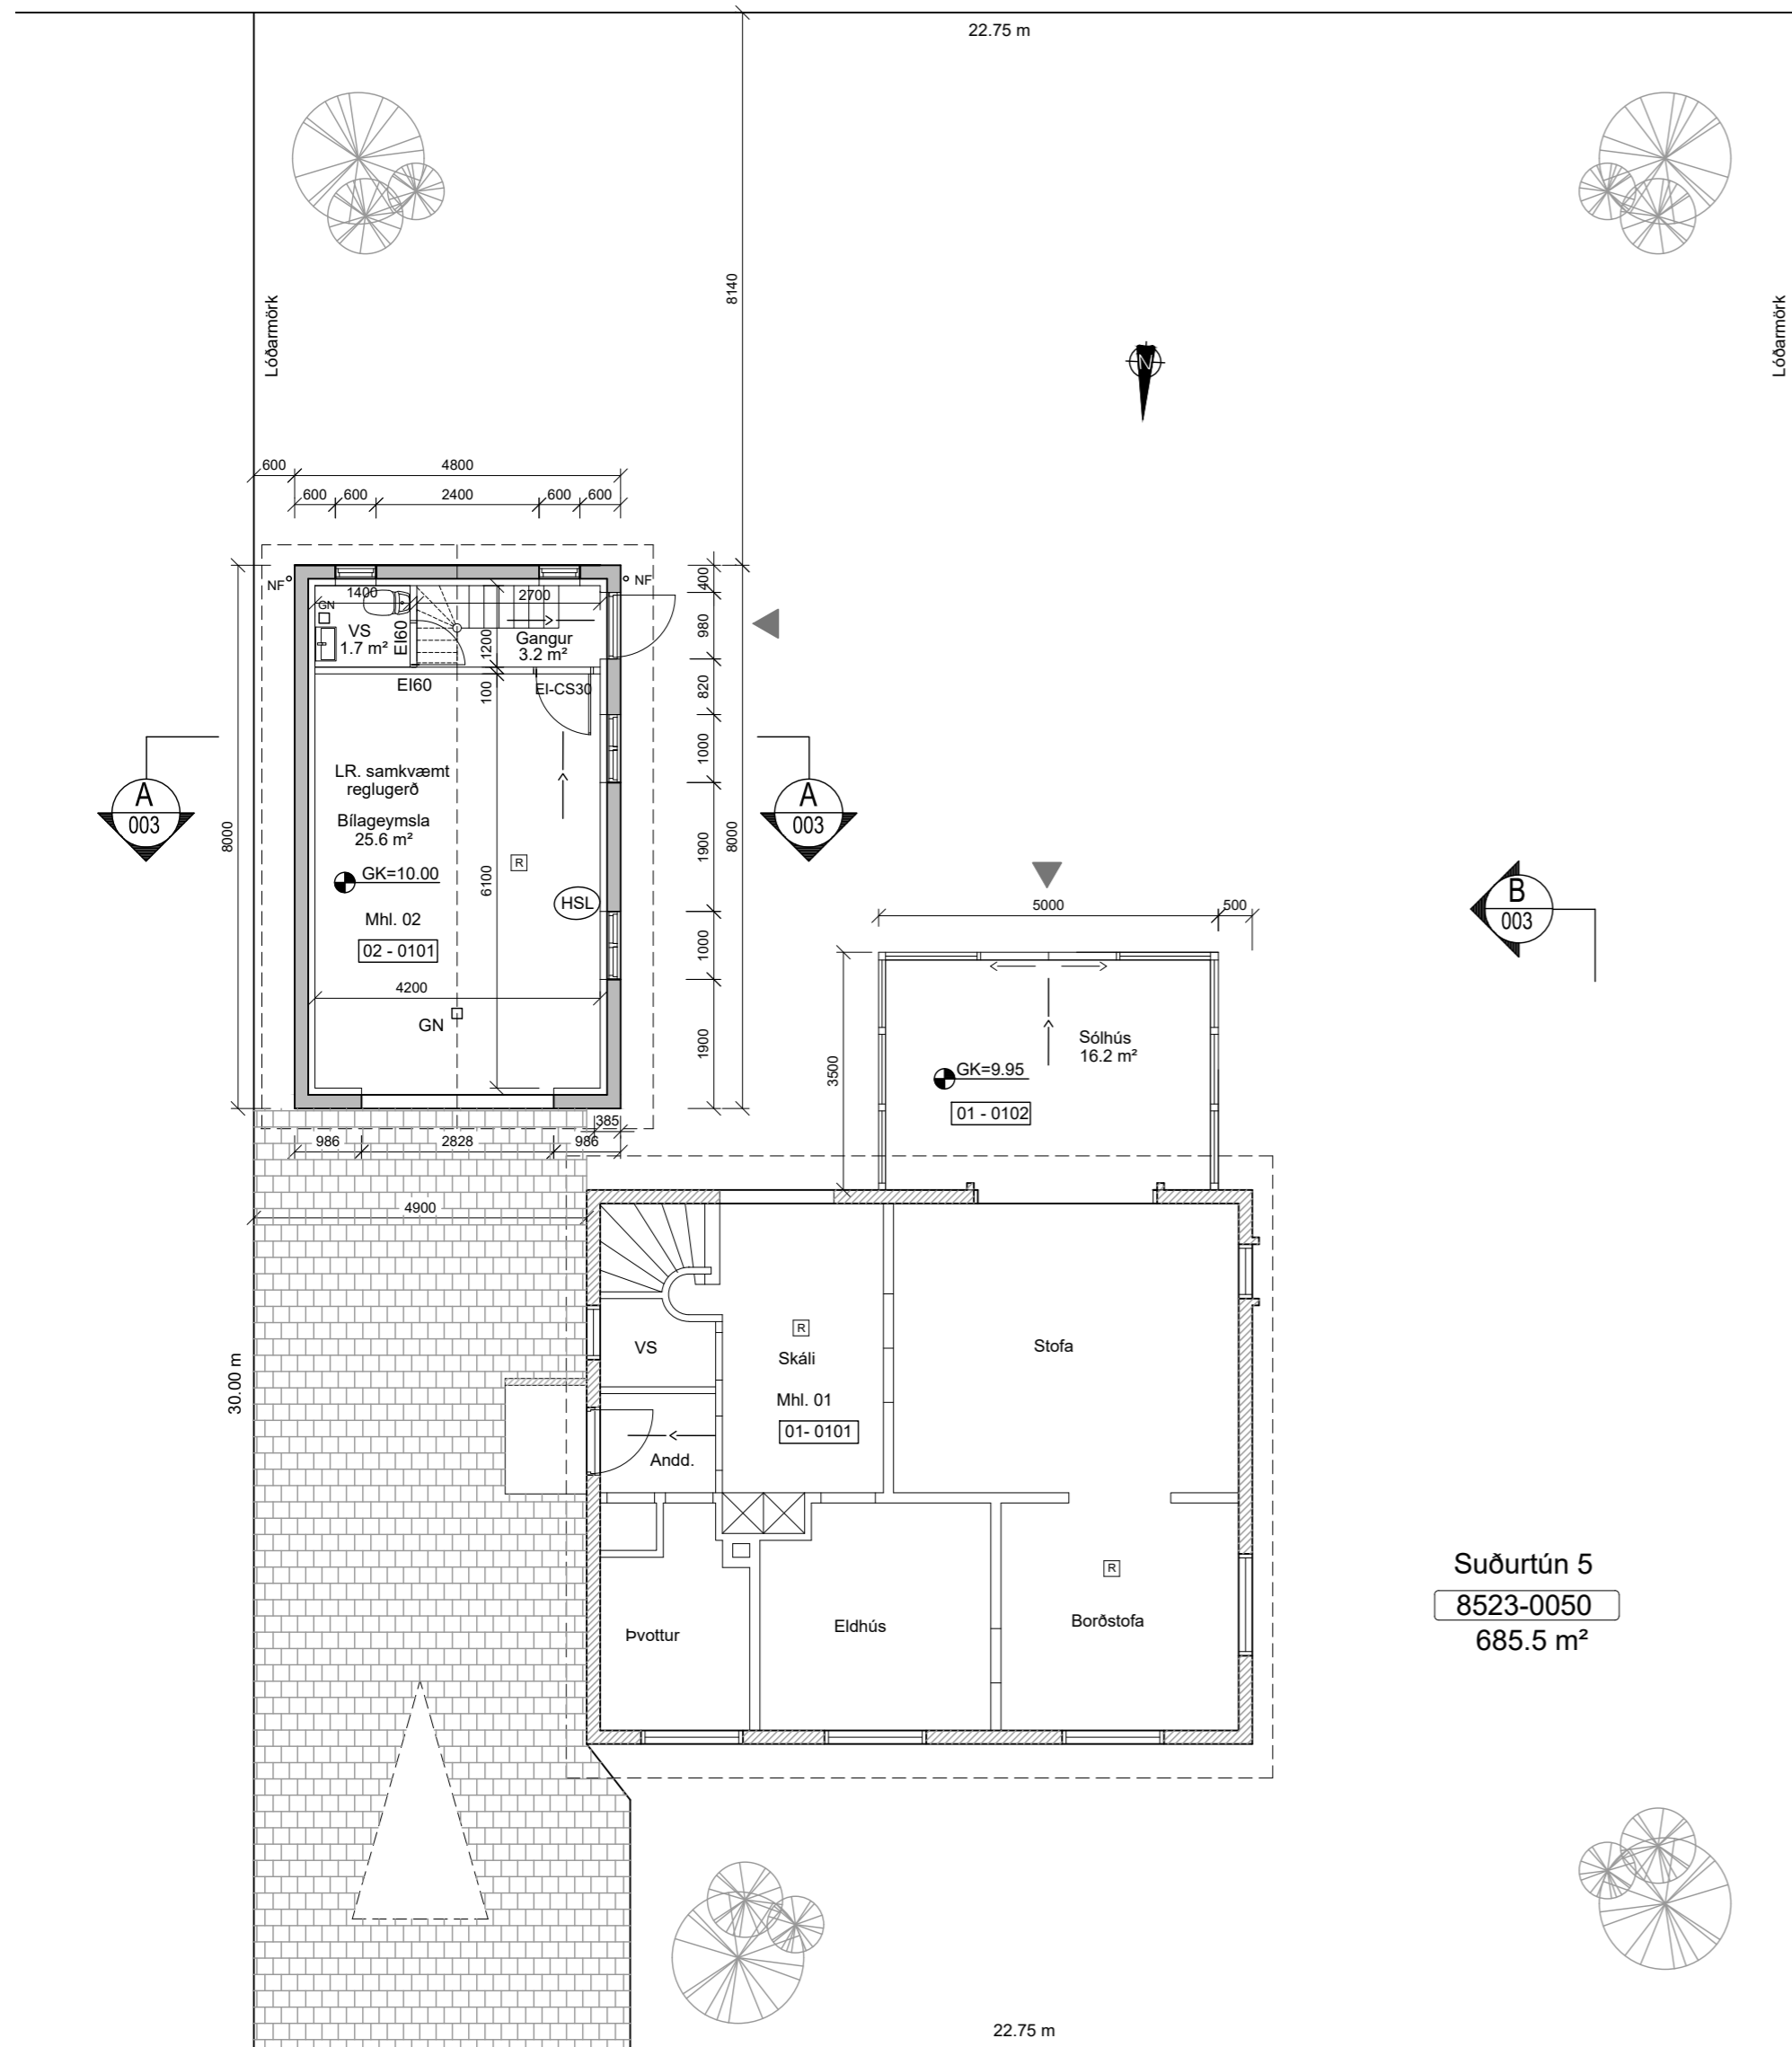 22.75 m
Lóðarmörk
8140
Lóðarmörk
N
600
4800
600
600
2400
600
600
NF
NF
1400
2700
400
GN
VS
1.7 m²
EI60
1200
Gangur
3.2 m²
980
EI60
100
EI-CS30
820
LR. samkvæmt
reglugerð
1000
A
003
A
003
Bílageymsla
25.6 m²
8000
1900
8000
R
GK=10.00
6100
HSL
B
003
Mhl. 02
02 - 0101
5000
500
1000
4200
GN
1900
3500
Sólhús
16.2 m²
GK=9.95
01 - 0102
385
986
2828
986
4900
30.00 m
VS
R
Skáli
Stofa
Mhl. 01
01- 0101
Andd.
R
Þvottur
Eldhús
Borðstofa
Suðurtún 5
8523-0050
685.5 m²
22.75 m